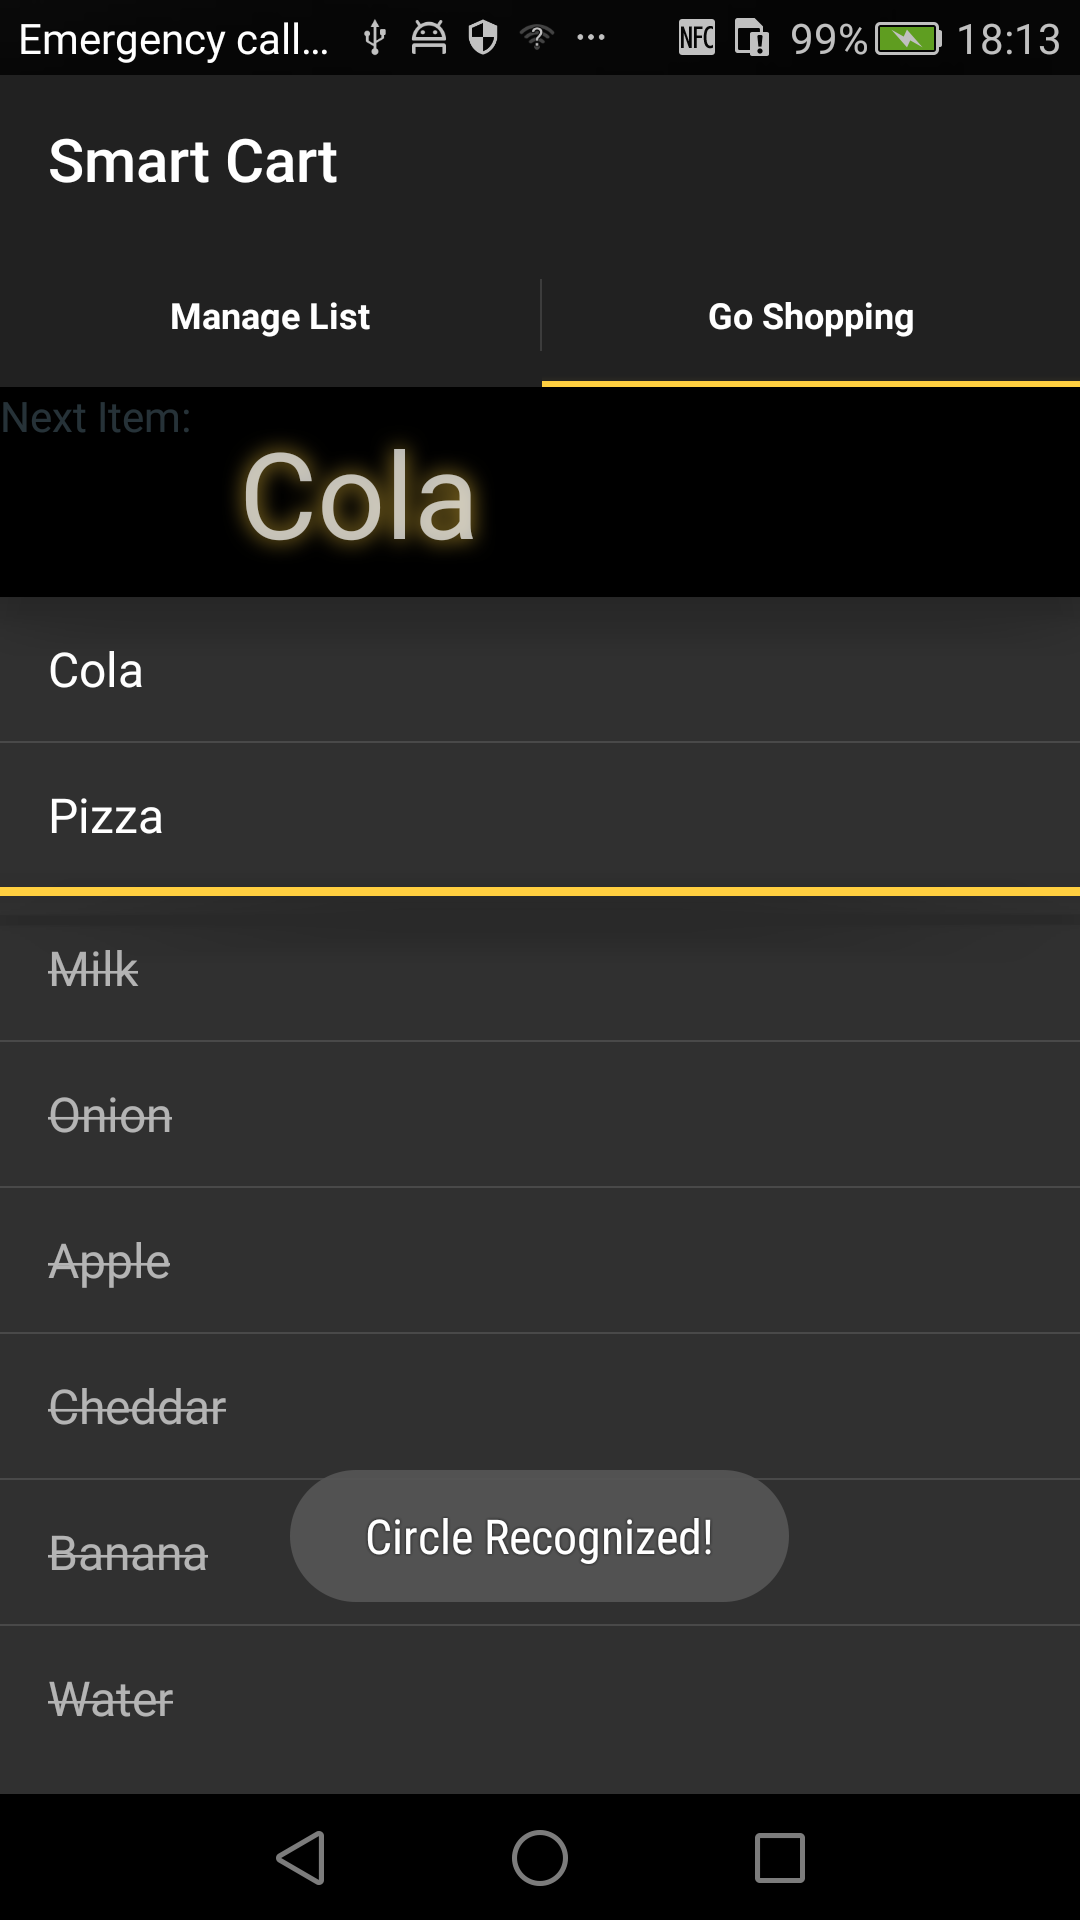 Emergency call... NFC 99% 18:13
Smart Cart
Manage List Go Shopping
Next Item:
Cola
Cola
Pizza
Milk
Onion
Apple
Cheddar
Banana
Circle Recognized!
Water